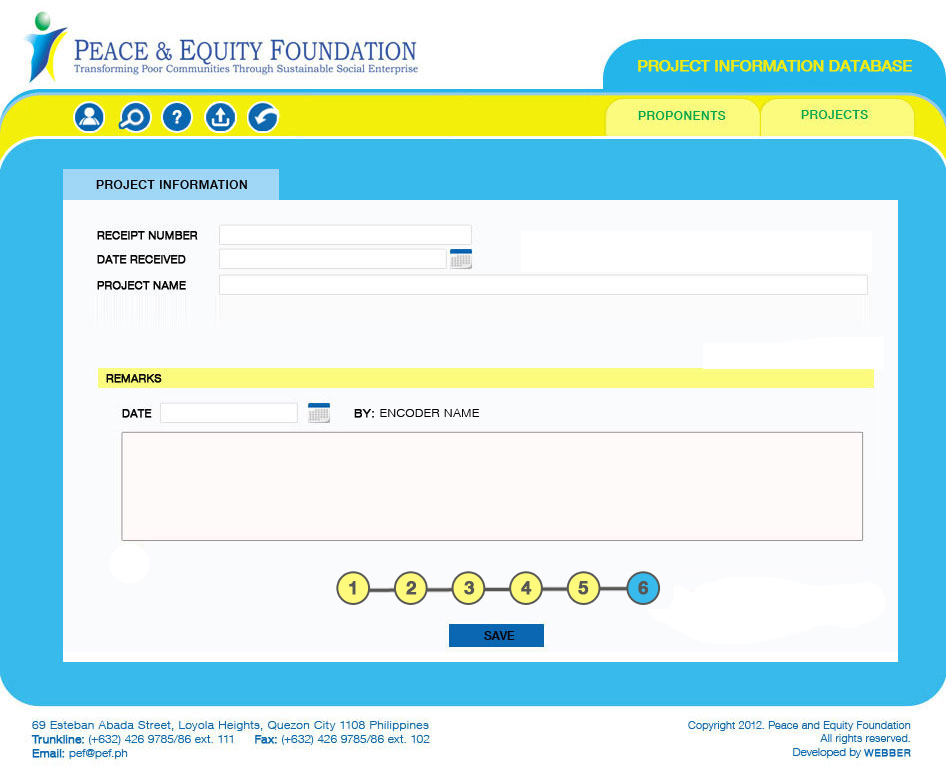 PEACE & EQUITY FOUNDATION
Transforming Poor Communities Through Sustainable Social Enterprise
PROJECT INFORMATION DATABASE
?
PROPONENTS
PROJECTS
PROJECT INFORMATION
RECEIPT NUMBER
DATE RECEIVED
PROJECT NAME
REMARKS
DATE
BY: ENCODER NAME
1 2 3 4 5 6
SAVE
69 Esteban Abada Street, Loyola Heights, Quezon City 1108 Philippines
Trunkline: (+632) 426 9785/86 ext. 111 Fax: (+632) 426 9785/86 ext. 102
Email: pef@pef.ph
Copyright 2012. Peace and Equity Foundation
All rights reserved.
Developed by WEBBER